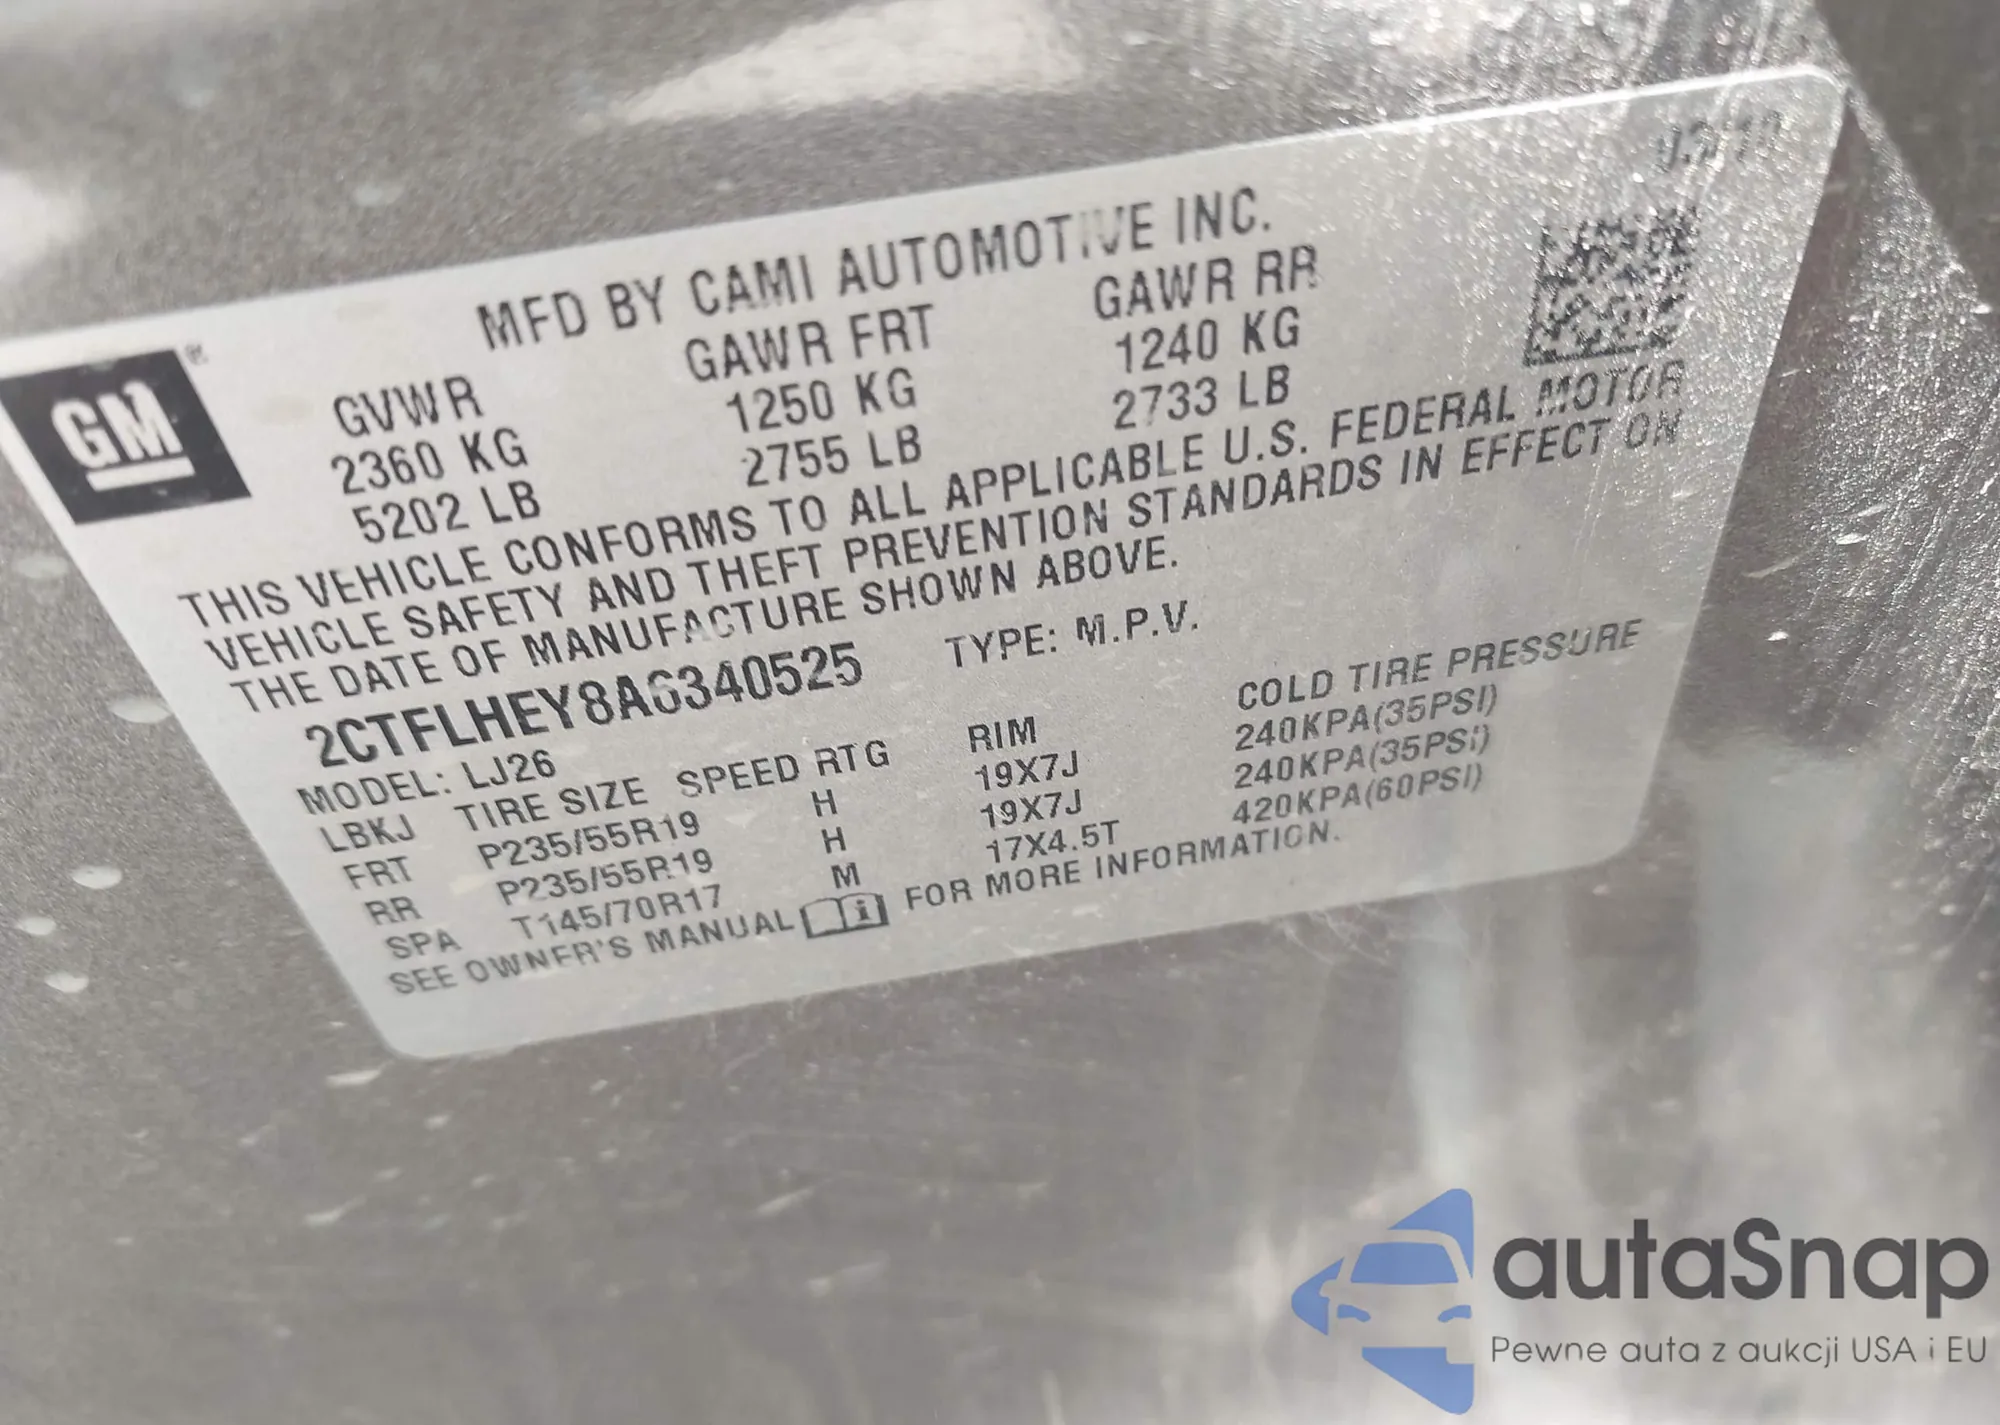 MFD BY CAMI AUTOMOTIVE INC.
GM ®
GVWR GAWR FRT GAWR RR
2360 KG 1250 KG 1240 KG
5202 LB 2755 LB 2733 LB
THIS VEHICLE CONFORMS TO ALL APPLICABLE U.S. FEDERAL MOTOR
VEHICLE SAFETY AND THEFT PREVENTION STANDARDS IN EFFECT ON
THE DATE OF MANUFACTURE SHOWN ABOVE.
2CTFLHEY8A6340525 TYPE: M.P.V.
MODEL: LJ26
LBKJ TIRE SIZE SPEED RTG RIM COLD TIRE PRESSURE
FRT P235/55R19 H 19X7J 240KPA(35PSI)
RR P235/55R19 H 19X7J 240KPA(35PSI)
SPA T145/70R17 M 17X4.5T 420KPA(60PSI)
SEE OWNER'S MANUAL FOR MORE INFORMATION.
autaSnap
Pewne auta z aukcji USA i EU